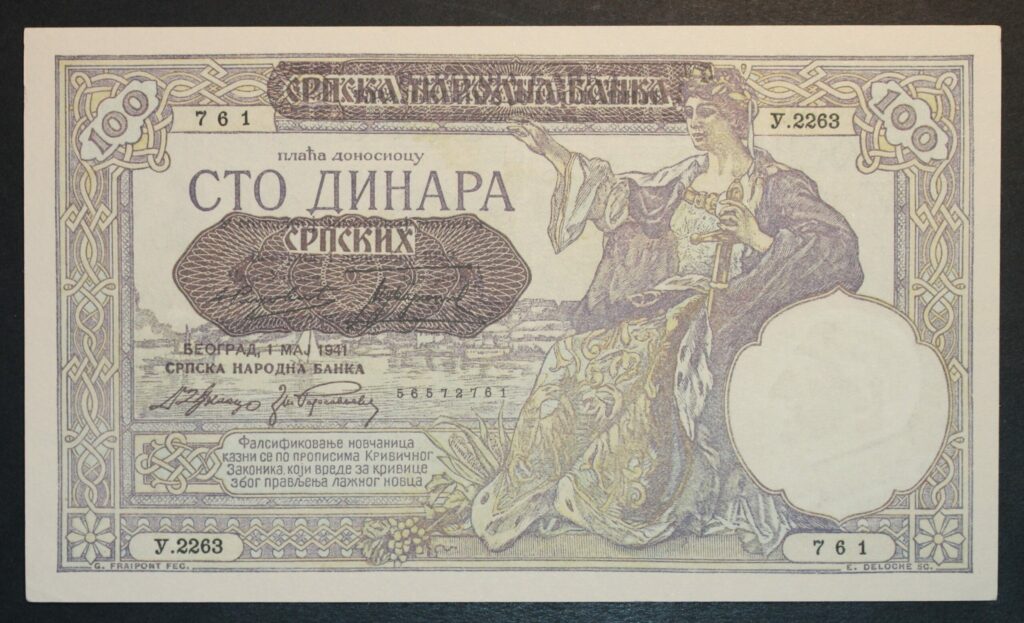 СРПСКА НАРОДНА БАНКА
100
100
761
У.2263
плаћа доносиоцу
СТО ДИНАРА
СРПСКИХ
БЕОГРАД, 1 МАЈ 1941
СРПСКА НАРОДНА БАНКА
56572761
Фалсификовање новчаница
казни се по прописима Кривичног
Законика, који вреде за кривице
због прављења лажног новца.
У.2263
761
G. FRAIPONT FEC.
E. DELOCHE SC.